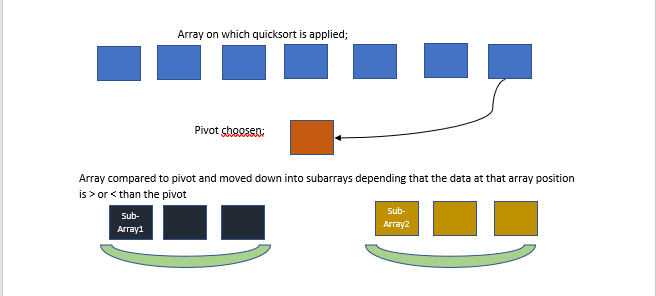 Array on which quicksort is applied;
Pivot choosen;
Array compared to pivot and moved down into subarrays depending that the data at that array position
is > or < than the pivot
Sub-
Array1
Sub-
Array2